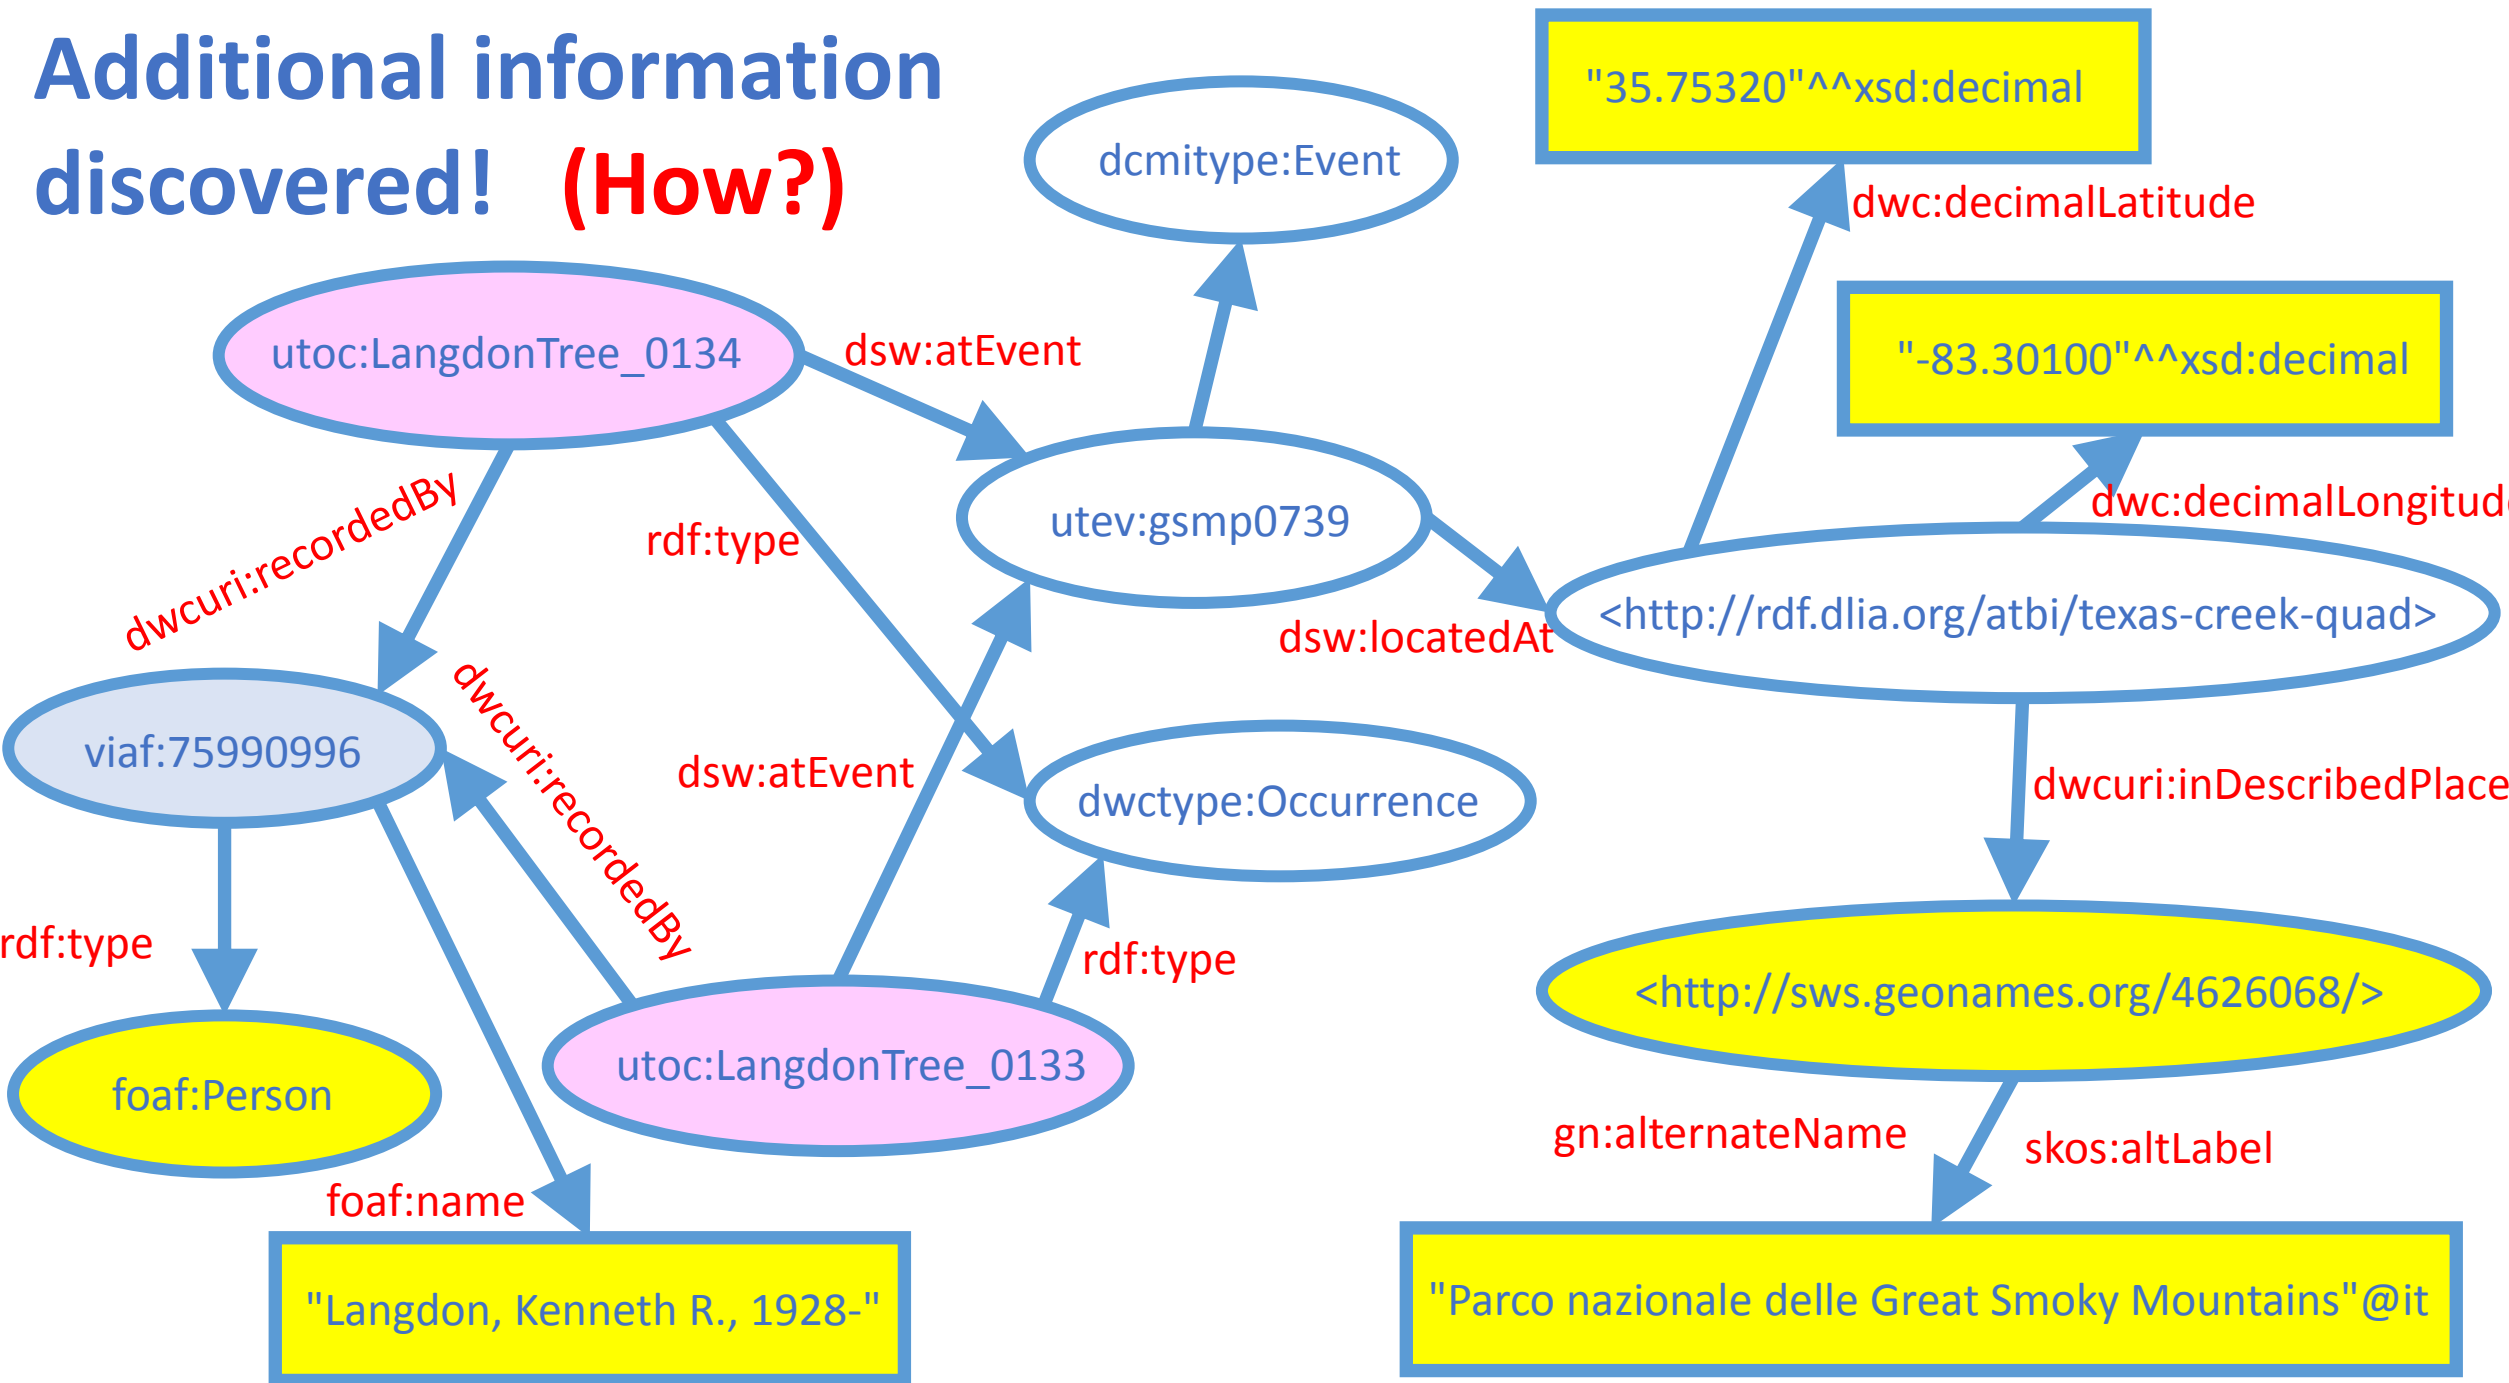 Additional information
discovered! (How?)
"35.75320"^^xsd:decimal
dcmitype:Event
dwc:decimalLatitude
utoc:LangdonTree_0134
dsw:atEvent
"-83.30100"^^xsd:decimal
dwcuri:recordedBy
rdf:type
utev:gsmp0739
dwc:decimalLongitud
<http://rdf.dlia.org/atbi/texas-creek-quad>
dsw:locatedAt
viaf:75990996
dwcuri:recordedBy
dsw:atEvent
dwctype:Occurrence
dwcuri:inDescribedPlace
rdf:type
rdf:type
<http://sws.geonames.org/4626068/>
utoc:LangdonTree_0133
foaf:Person
gn:alternateName
skos:altLabel
foaf:name
"Langdon, Kenneth R., 1928-"
"Parco nazionale delle Great Smoky Mountains"@it